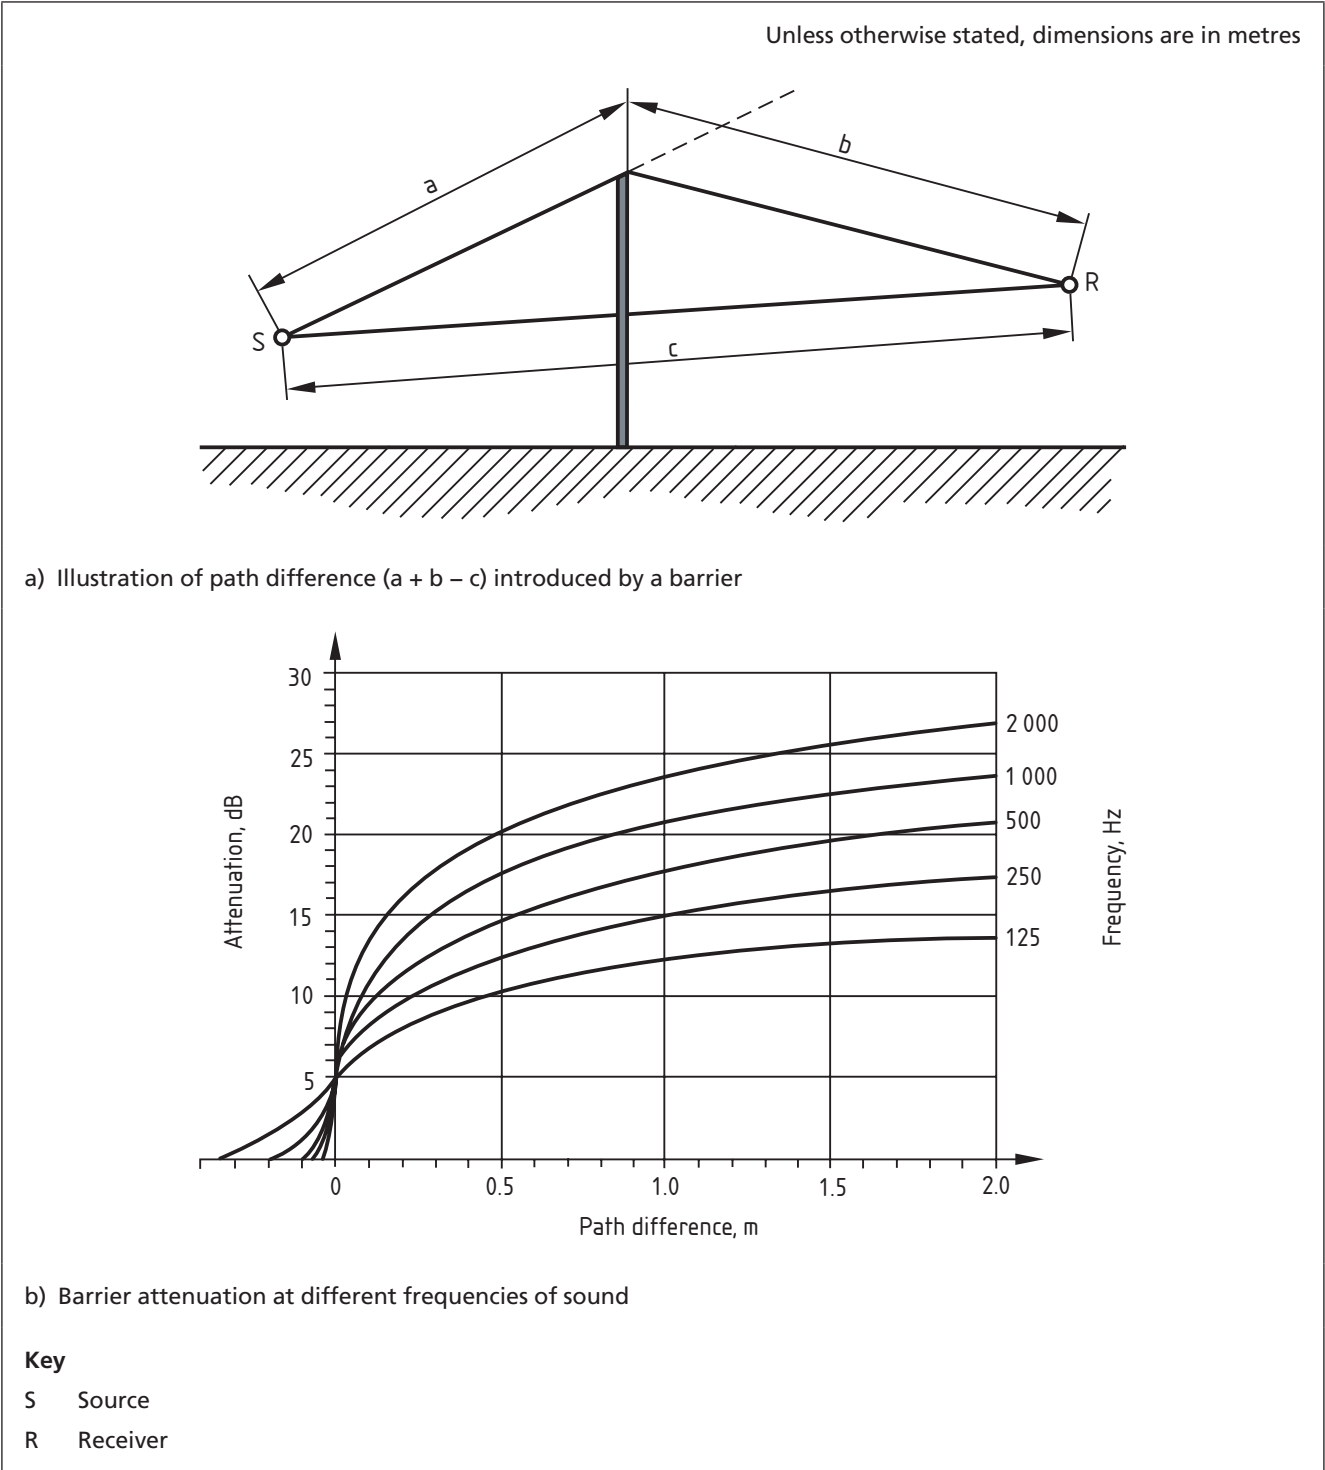 Unless otherwise stated, dimensions are in metres
a
b
S
R
c
a) Illustration of path difference (a + b – c) introduced by a barrier
30
25
20
15
10
5
Attenuation, dB
2 000
1 000
500
250
125
Frequency, Hz
0 0.5 1.0 1.5 2.0
Path difference, m
b) Barrier attenuation at different frequencies of sound
Key
S Source
R Receiver